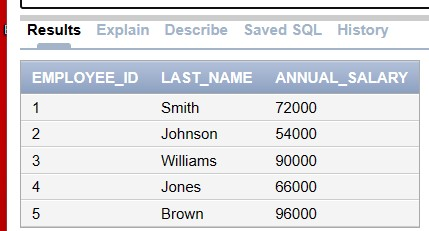 Results Explain Describe Saved SQL History
EMPLOYEE_ID LAST_NAME ANNUAL_SALARY
1 Smith 72000
2 Johnson 54000
3 Williams 90000
4 Jones 66000
5 Brown 96000